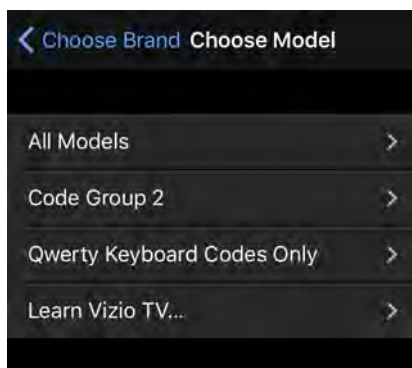 Choose Brand Choose Model
All Models
Code Group 2
Qwerty Keyboard Codes Only
Learn Vizio TV...